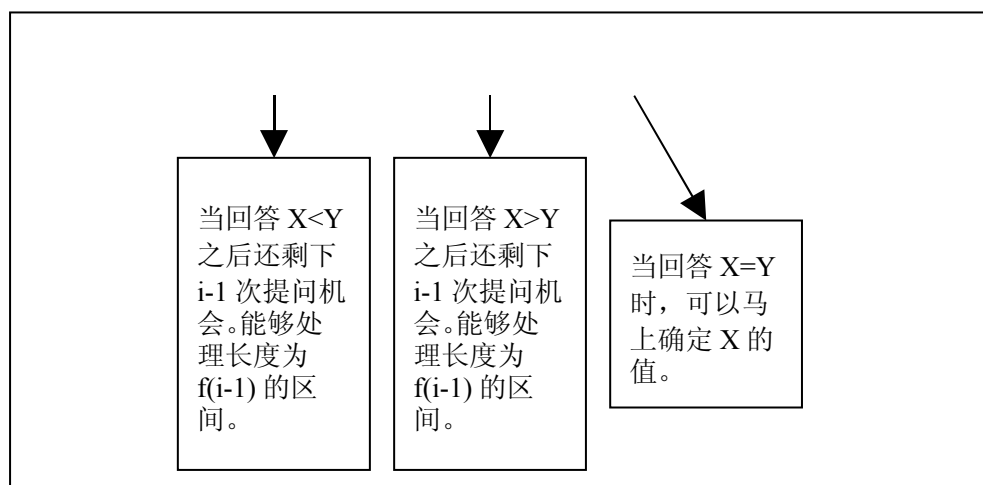 当回答 X<Y
之后还剩下
i-1 次提问机
会。能够处
理长度为
f(i-1) 的区
间。
当回答 X>Y
之后还剩下
i-1 次提问机
会。能够处
理长度为
f(i-1) 的区
间。
当回答 X=Y
时，可以马
上确定 X 的
值。